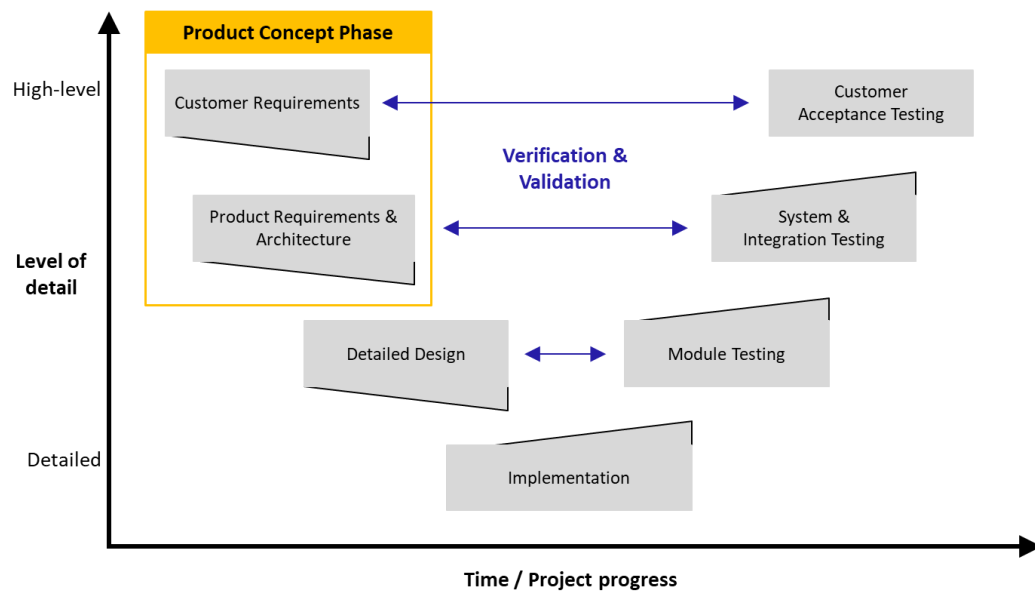 Product Concept Phase
High-level
Customer Requirements
Customer
Acceptance Testing
Verification &
Validation
Product Requirements &
Architecture
System &
Integration Testing
Level of
detail
Detailed Design
Module Testing
Detailed
Implementation
Time / Project progress